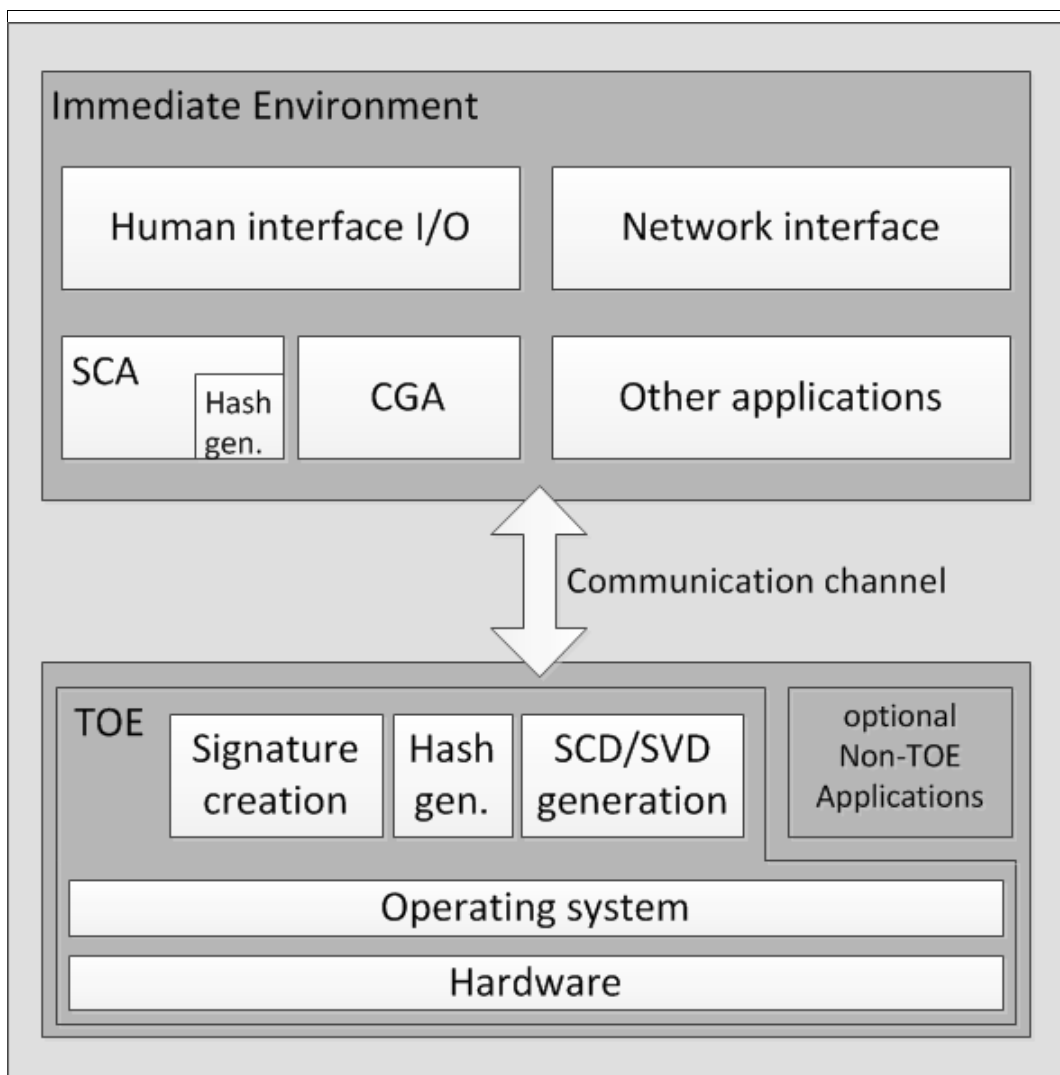 Immediate Environment
Human interface I/O
Network interface
SCA
Hash
gen.
CGA
Other applications
Communication channel
TOE
Signature
creation
Hash
gen.
SCD/SVD
generation
optional
Non-TOE
Applications
Operating system
Hardware